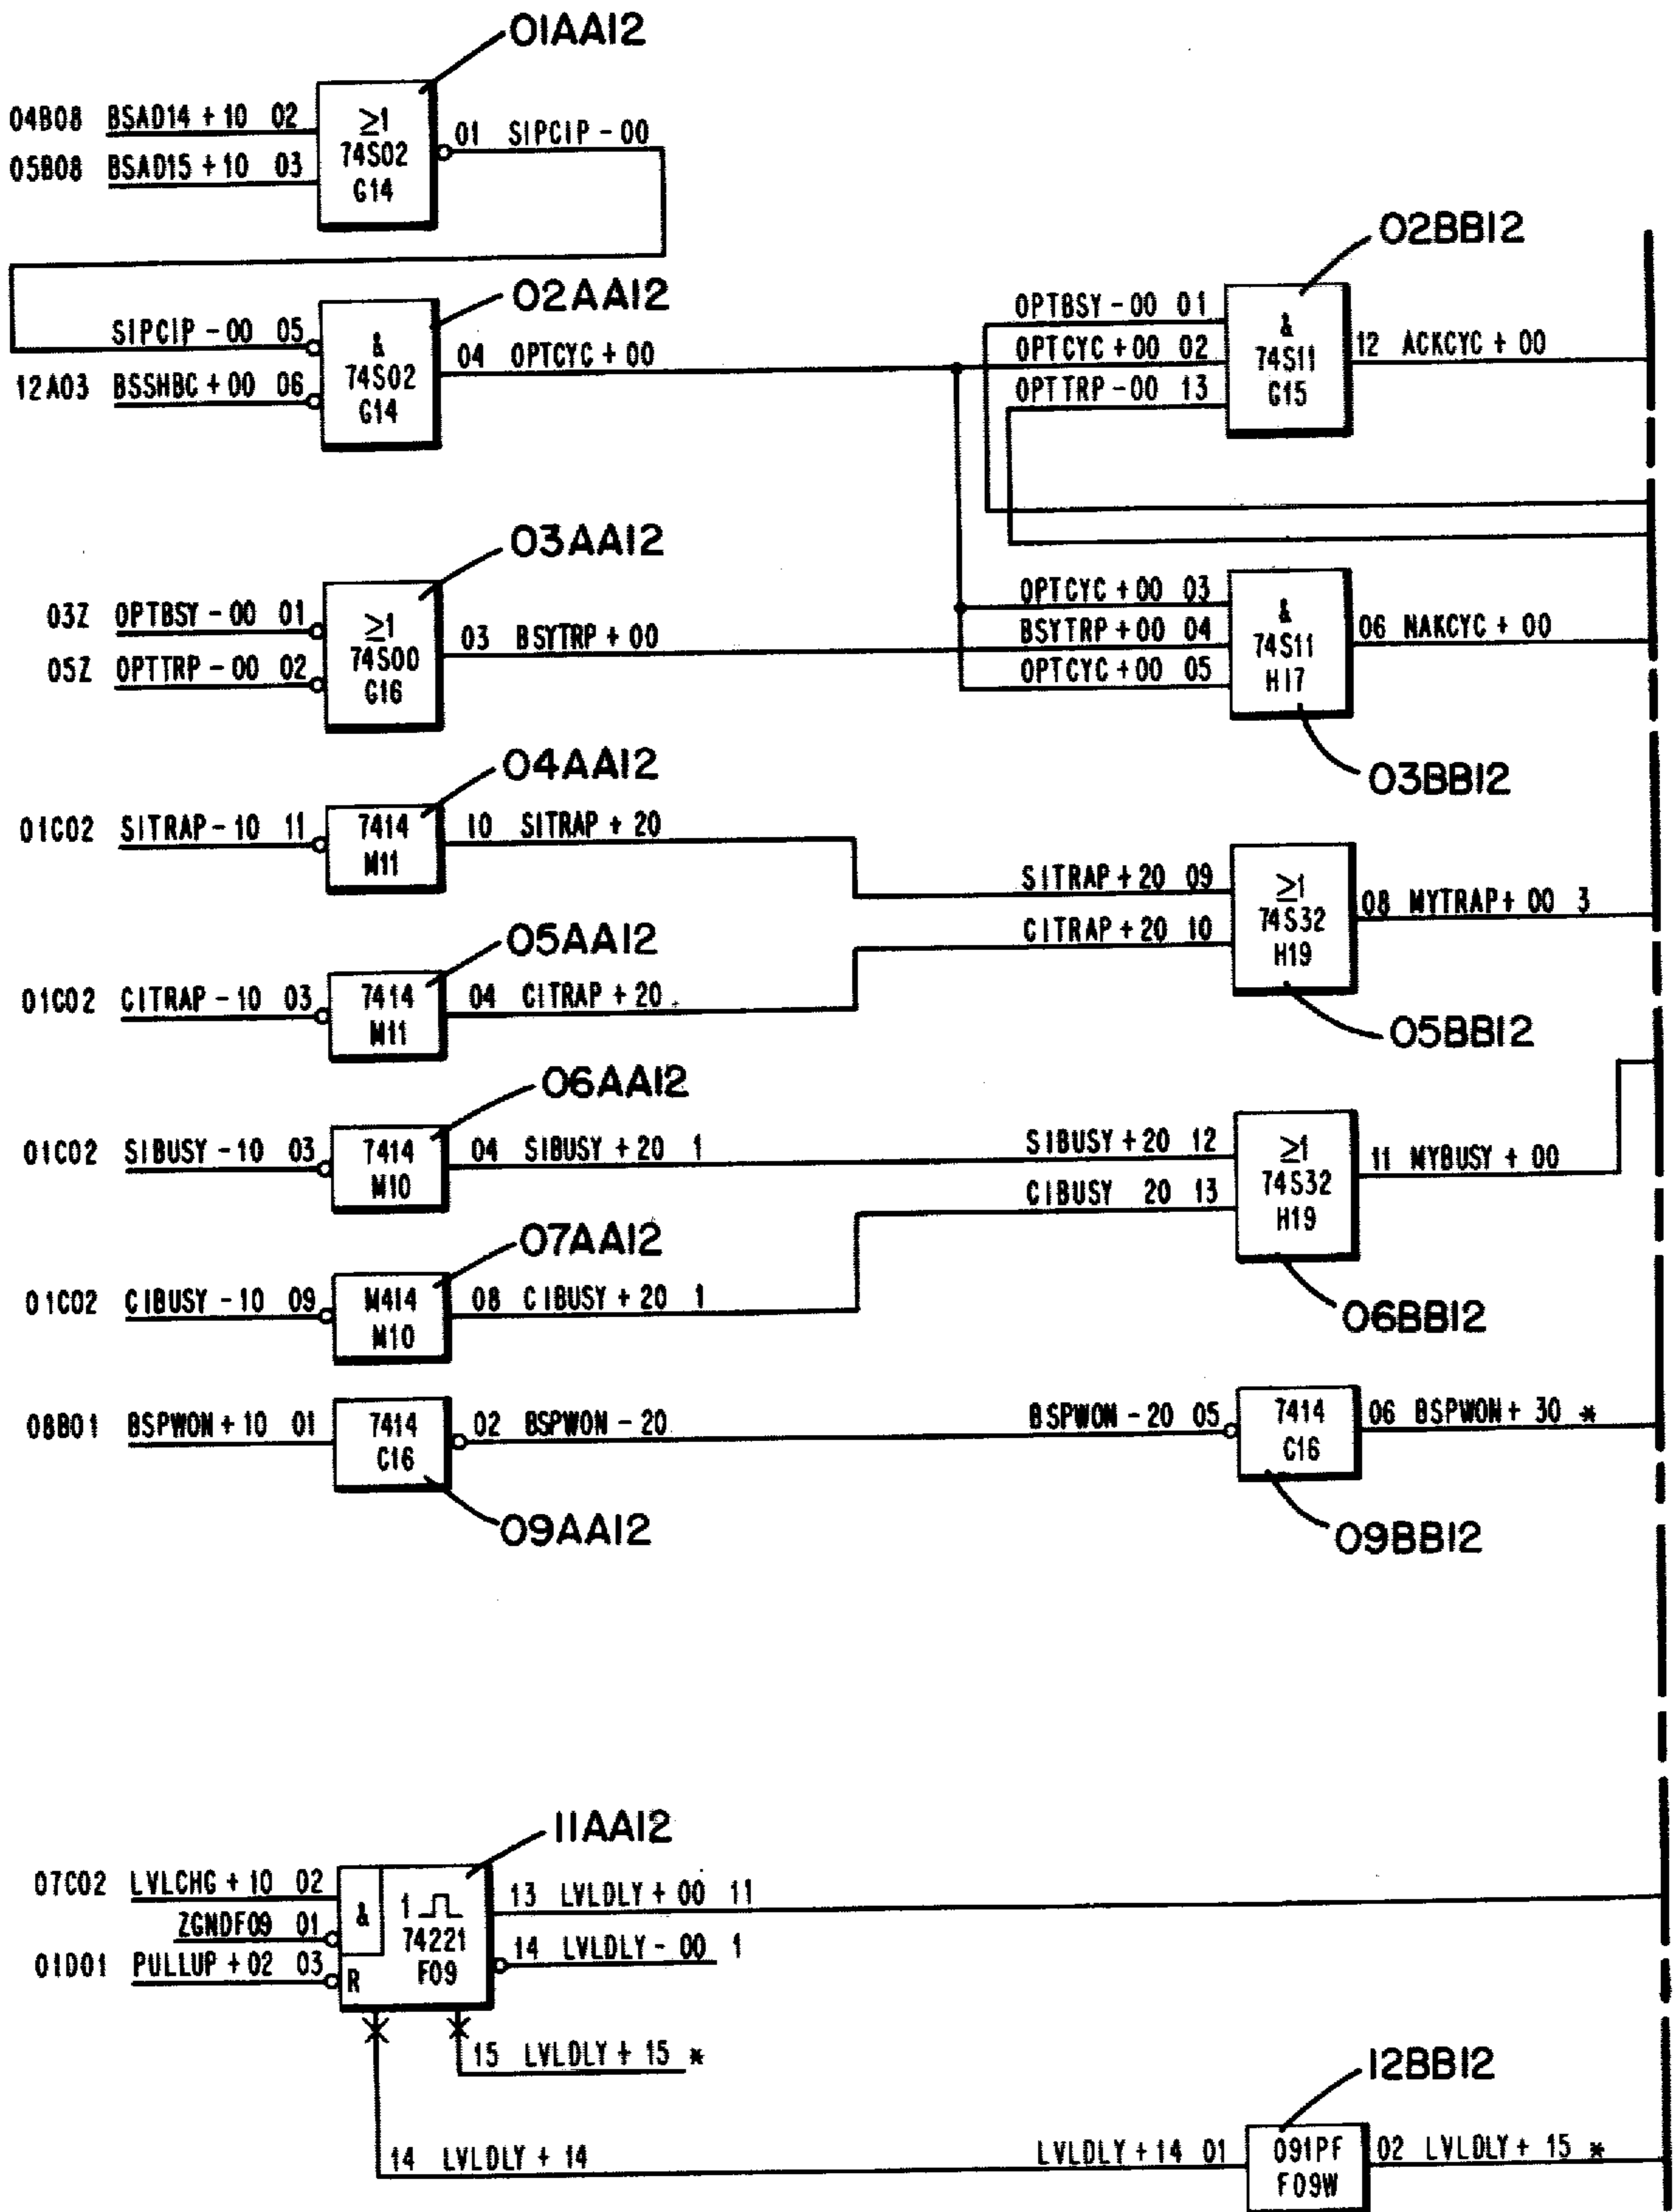 01AA12
04B08 BSAD14 + 10 02
05B08 BSAD15 + 10 03
≥1
74S02
G14
01 SIPCIP - 00
02AA12
SIPCIP - 00 05
12A03 BSSHBC + 00 06
&
74S02
G14
04 OPTCYC + 00
02BB12
OPTBSY - 00 01
OPTCYC + 00 02
OPTTRP - 00 13
&
74S11
G15
12 ACKCYC + 00
03AA12
03Z OPTBSY - 00 01
05Z OPTTRP - 00 02
≥1
74S00
G16
03 BSYTRP + 00
OPTCYC + 00 03
BSYTRP + 00 04
OPTCYC + 00 05
&
74S11
H17
06 NAKCYC + 00
03BB12
04AA12
01C02 SITRAP - 10 11
7414
M11
10 SITRAP + 20
05AA12
01C02 CITRAP - 10 03
7414
M11
04 CITRAP + 20
SITRAP + 20 09
CITRAP + 20 10
≥1
74S32
H19
08 MYTRAP + 00 3
05BB12
06AA12
01C02 SIBUSY - 10 03
7414
M10
04 SIBUSY + 20 1
07AA12
01C02 CIBUSY - 10 09
M414
M10
08 CIBUSY + 20 1
SIBUSY + 20 12
CIBUSY 20 13
≥1
74S32
H19
11 MYBUSY + 00
06BB12
08B01 BSPWON + 10 01
7414
C16
02 BSPWON - 20
09AA12
BSPWON - 20 05
7414
C16
06 BSPWON + 30 *
09BB12
11AA12
07C02 LVLCHG + 10 02
ZGNDF09 01
01D01 PULLUP + 02 03
&
R
1
74221
F09
13 LVLDLY + 00 11
14 LVLDLY - 00 1
15 LVLDLY + 15 *
14 LVLDLY + 14
12BB12
LVLDLY + 14 01
091PF
F09W
02 LVLDLY + 15 *